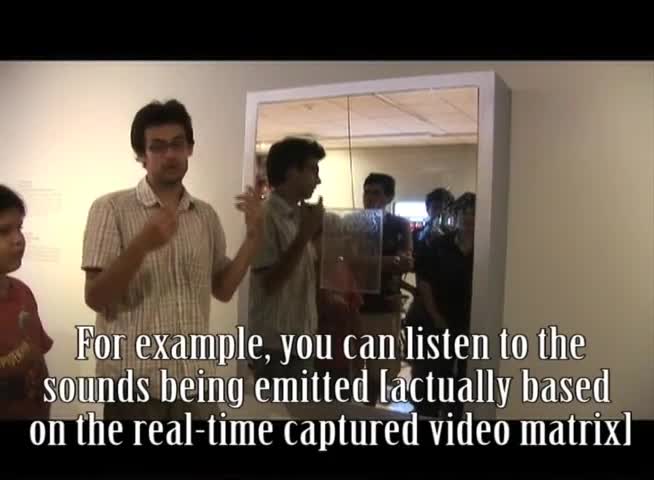 For example, you can listen to the
sounds being emitted [actually based
on the real-time captured video matrix]